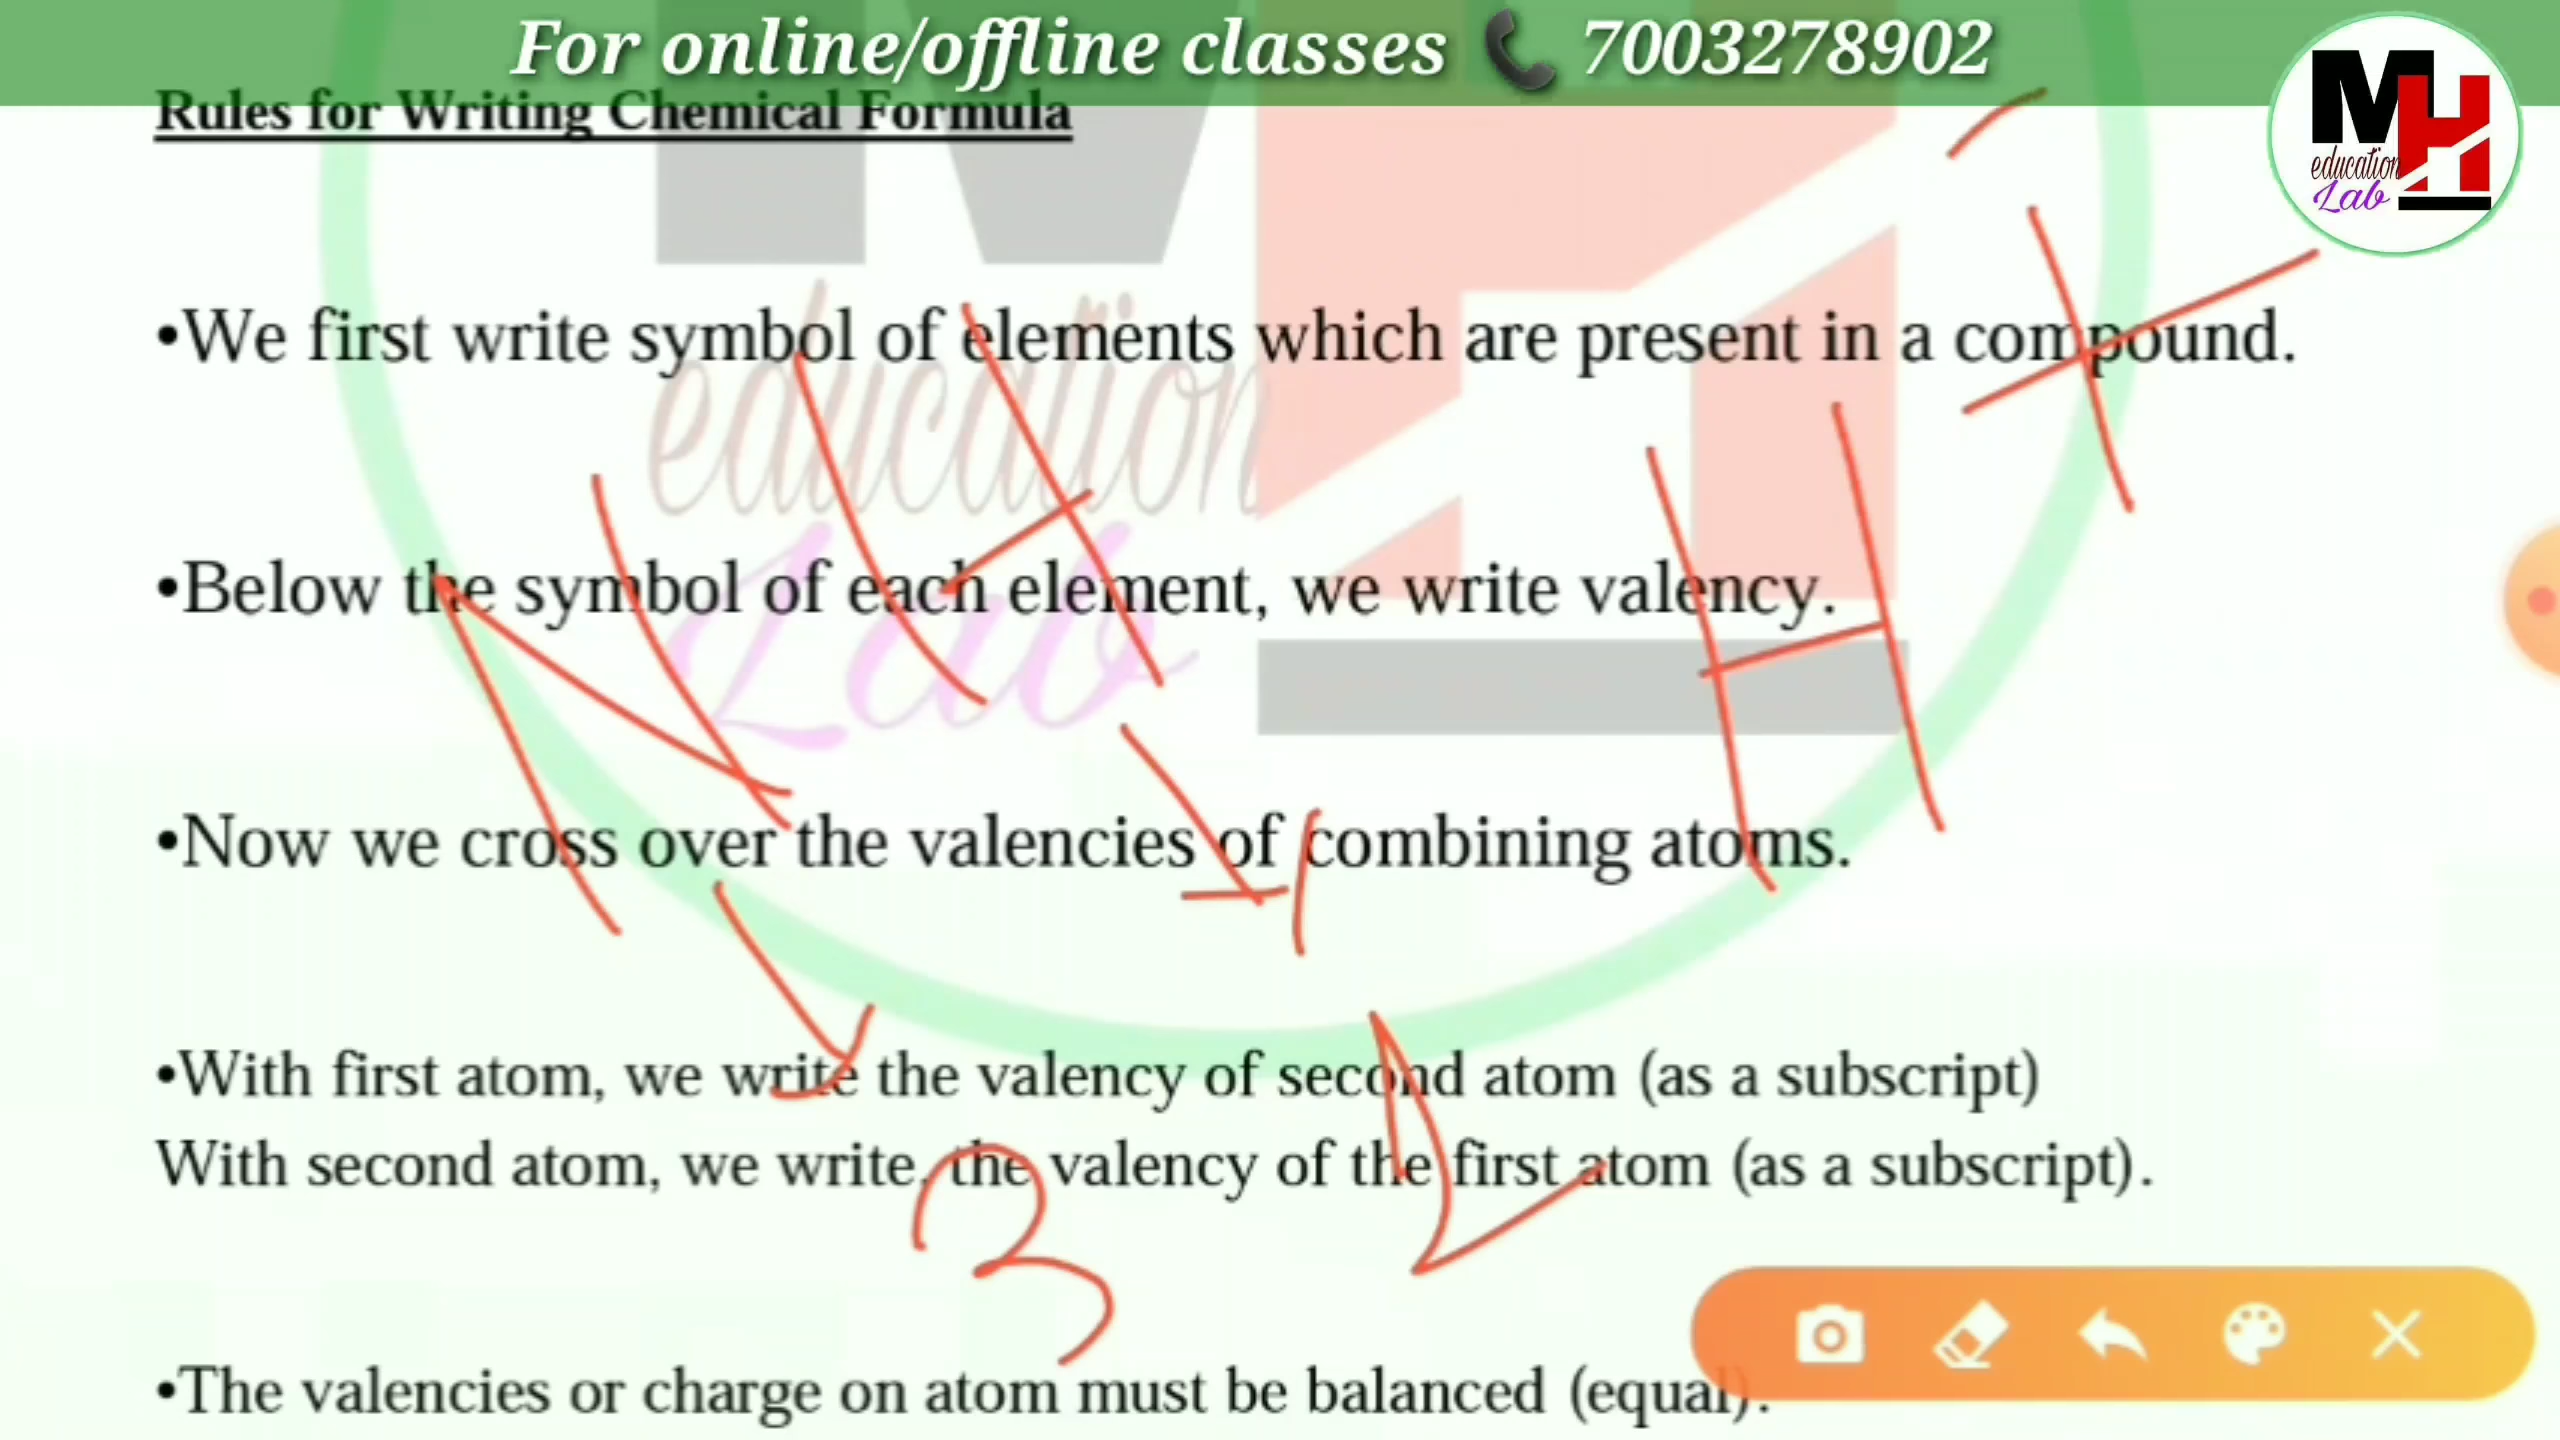 For online/offline classes 📞 7003278902
MH
education
Lab
Rules for Writing Chemical Formula
•We first write symbol of elements which are present in a compound.
•Below the symbol of each element, we write valency.
•Now we cross over the valencies of combining atoms.
•With first atom, we write the valency of second atom (as a subscript)
With second atom, we write, the valency of the first atom (as a subscript).
•The valencies or charge on atom must be balanced (equal).
education
Lab
N H H +
3